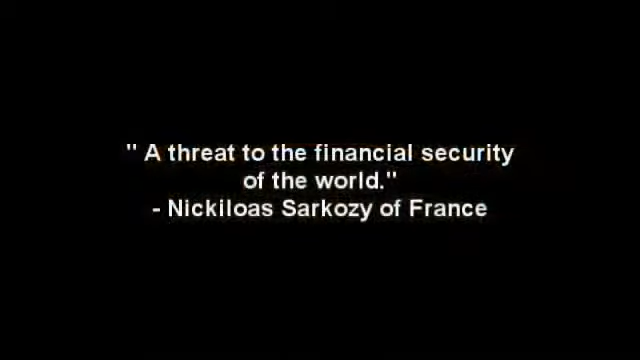 " A threat to the financial security
of the world."
- Nickiloas Sarkozy of France